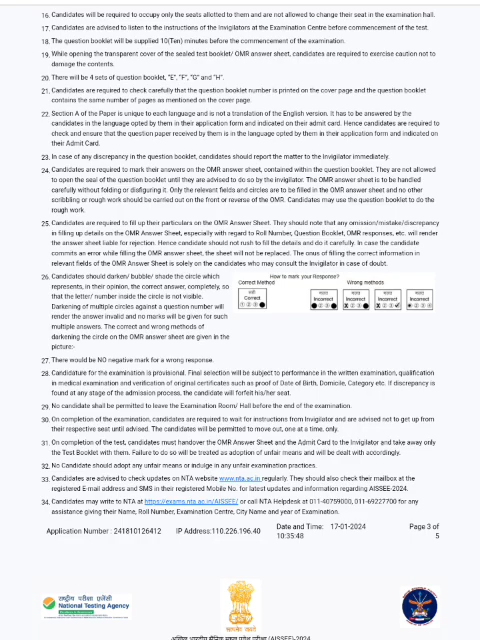 16. Candidates will be required to occupy only the seats allotted to them and are not allowed to change their seat in the examination hall.
17. Candidates are advised to listen to the instructions of the Invigilators at the Examination Centre before commencement of the test.
18. The question booklet will be supplied 10(Ten) minutes before the commencement of the examination.
19. While opening the transparent cover of the sealed test booklet/ OMR answer sheet, candidates are required to exercise caution not to
damage the contents.
20. There will be 4 sets of question booklet, "E", "F", "G" and "H".
21. Candidates are required to check carefully that the question booklet number is printed on the cover page and the question booklet
contains the same number of pages as mentioned on the cover page.
22. Section A of the Paper is unique to each language and is not a translation of the English version. It has to be answered by the
candidates in the language opted by them in their application form and indicated on their admit card. Hence candidates are required to
check and ensure that the question paper received by them is in the language opted by them in their application form and indicated on
their Admit Card.
23. In case of any discrepancy in the question booklet, candidates should report the matter to the Invigilator immediately.
24. Candidates are required to mark their answers on the OMR answer sheet, contained within the question booklet. They are not allowed
to open the seal of the question booklet until they are advised to do so by the invigilator. The OMR answer sheet is to be handled
carefully without folding or disfiguring it. Only the relevant fields and circles are to be filled in the OMR answer sheet and no other
scribbling or rough work should be carried out on the front or reverse of the OMR. Candidates may use the question booklet to do the
rough work.
25. Candidates are required to fill up their particulars on the OMR Answer Sheet. They should note that any omission/mistake/discrepancy
in filling up details on the OMR Answer Sheet, especially with regard to Roll Number, Question Booklet, OMR responses, etc. will render
the answer sheet liable for rejection. Hence candidate should not rush to fill the details and do it carefully. In case the candidate
commits an error while filling the OMR answer sheet, the sheet will not be replaced. The onus of filling the correct information in
relevant fields of the OMR Answer Sheet is solely on the candidates who may consult the Invigilator in case of doubt.
26. Candidates should darken/ bubble/ shade the circle which
represents, in their opinion, the correct answer, completely, so
that the letter/ number inside the circle is not visible.
Darkening of multiple circles against a question number will
render the answer invalid and no marks will be given for such
multiple answers. The correct and wrong methods of
darkening the circle on the OMR answer sheet are given in the
picture:-
How to mark your Response?
Correct Method Wrong methods
सही गलत गलत गलत गलत
Correct Incorrect Incorrect Incorrect Incorrect
27. There would be NO negative mark for a wrong response.
28. Candidature for the examination is provisional. Final selection will be subject to performance in the written examination, qualification
in medical examination and verification of original certificates such as proof of Date of Birth, Domicile, Category etc. If discrepancy is
found at any stage of the admission process, the candidate will forfeit his/her seat.
29. No candidate shall be permitted to leave the Examination Room/ Hall before the end of the examination.
30. On completion of the examination, candidates are required to wait for instructions from Invigilator and are advised not to get up from
their respective seat until advised. The candidates will be permitted to move out, one at a time, only.
31. On completion of the test, candidates must handover the OMR Answer Sheet and the Admit Card to the Invigilator and take away only
the Test Booklet with them. Failure to do so will be treated as adoption of unfair means and will be dealt with accordingly.
32. No Candidate should adopt any unfair means or indulge in any unfair examination practices.
33. Candidates are advised to check updates on NTA website www.nta.ac.in regularly. They should also check their mailbox at the
registered E-mail address and SMS in their registered Mobile No. for latest updates and information regarding AISSEE-2024.
34. Candidates may write to NTA at https://exams.nta.ac.in/AISSEE/ or call NTA Helpdesk at 011-40759000, 011-69227700 for any
assistance giving their Name, Roll Number, Examination Centre, City Name and year of Examination.
Application Number : 241810126412 IP Address:110.226.196.40 Date and Time: 17-01-2024 10:35:48 Page 3 of 5
राष्ट्रीय परीक्षा एजेंसी
National Testing Agency
सत्यमेव जयते
अखिल भारतीय सैनिक स्कूल प्रवेश परीक्षा (AISSEE)-2024